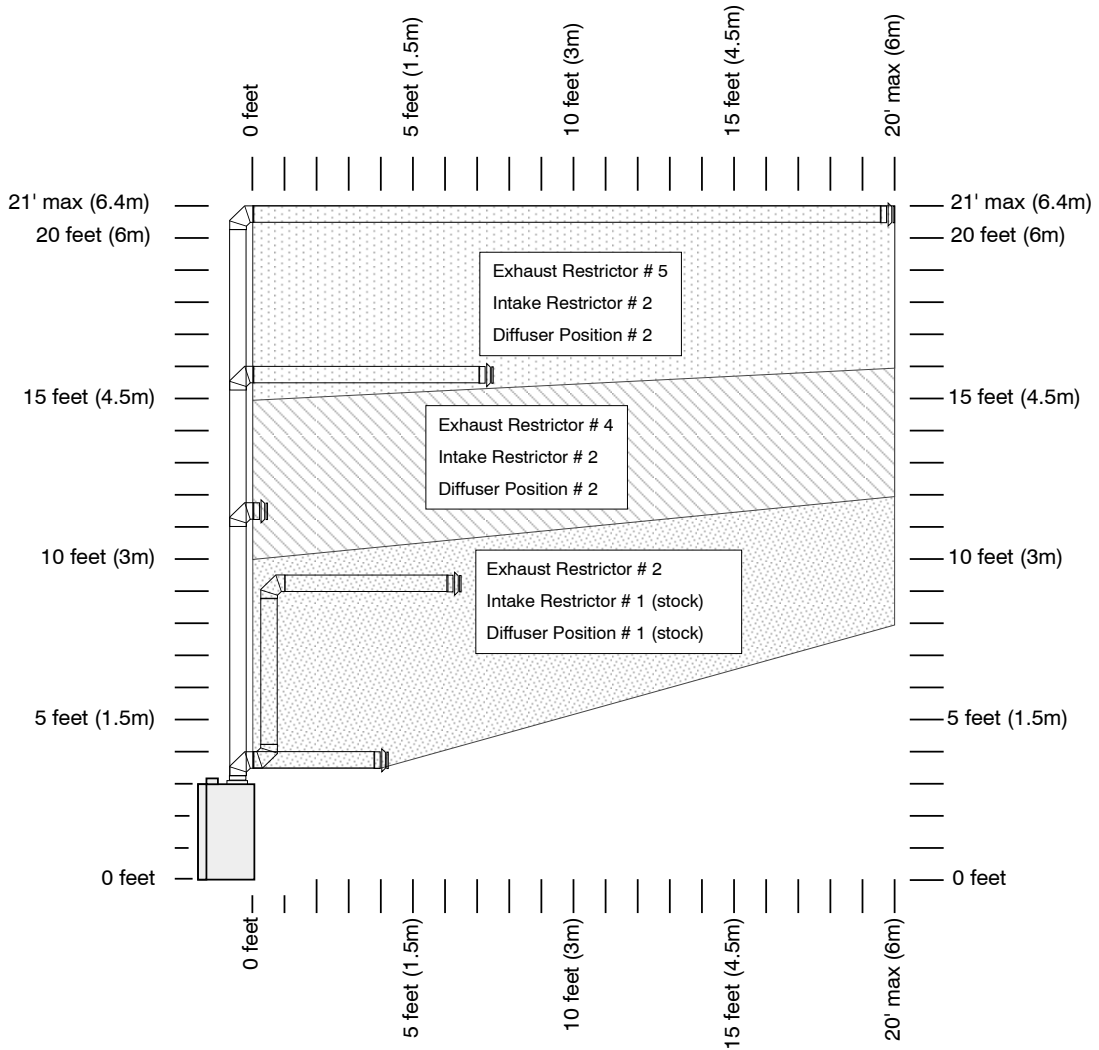 0 feet
5 feet (1.5m)
10 feet (3m)
15 feet (4.5m)
20' max (6m)
21' max (6.4m)
21' max (6.4m)
20 feet (6m)
20 feet (6m)
Exhaust Restrictor # 5
Intake Restrictor # 2
Diffuser Position # 2
15 feet (4.5m)
15 feet (4.5m)
Exhaust Restrictor # 4
Intake Restrictor # 2
Diffuser Position # 2
10 feet (3m)
10 feet (3m)
Exhaust Restrictor # 2
Intake Restrictor # 1 (stock)
Diffuser Position # 1 (stock)
5 feet (1.5m)
5 feet (1.5m)
0 feet
0 feet
0 feet
5 feet (1.5m)
10 feet (3m)
15 feet (4.5m)
20' max (6m)